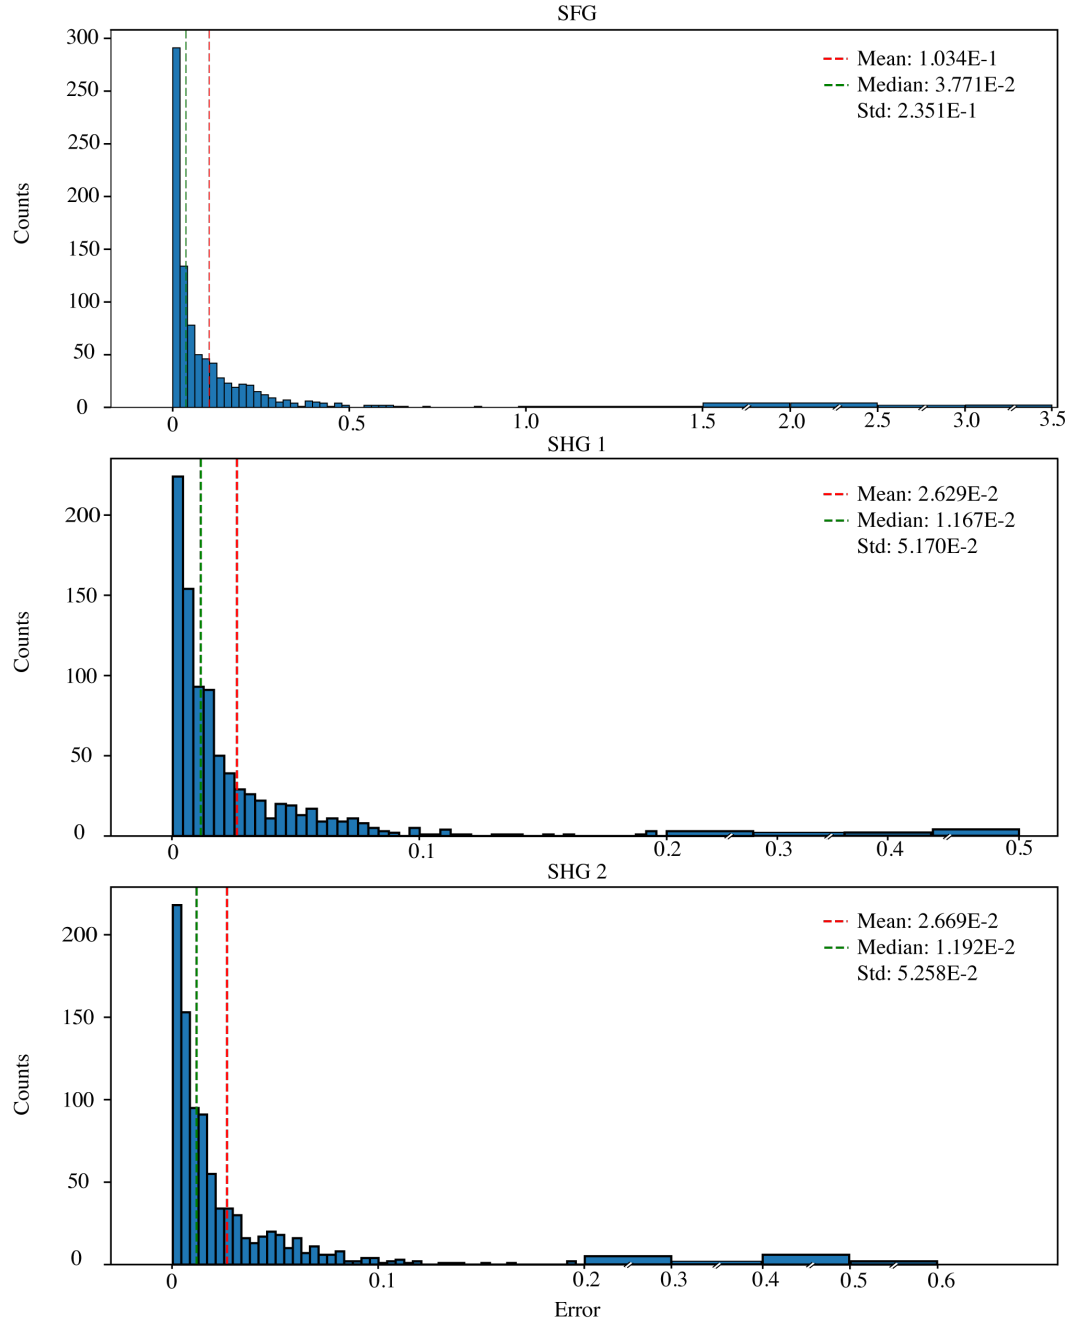 SFG
300
250
200
150
100
50
0
Counts
Mean: 1.034E-1
Median: 3.771E-2
Std: 2.351E-1
0 0.5 1.0 1.5 2.0 2.5 3.0 3.5
SHG 1
200
150
100
50
0
Counts
Mean: 2.629E-2
Median: 1.167E-2
Std: 5.170E-2
0 0.1 0.2 0.3 0.4 0.5
SHG 2
200
150
100
50
0
Counts
Mean: 2.669E-2
Median: 1.192E-2
Std: 5.258E-2
0 0.1 0.2 0.3 0.4 0.5 0.6
Error